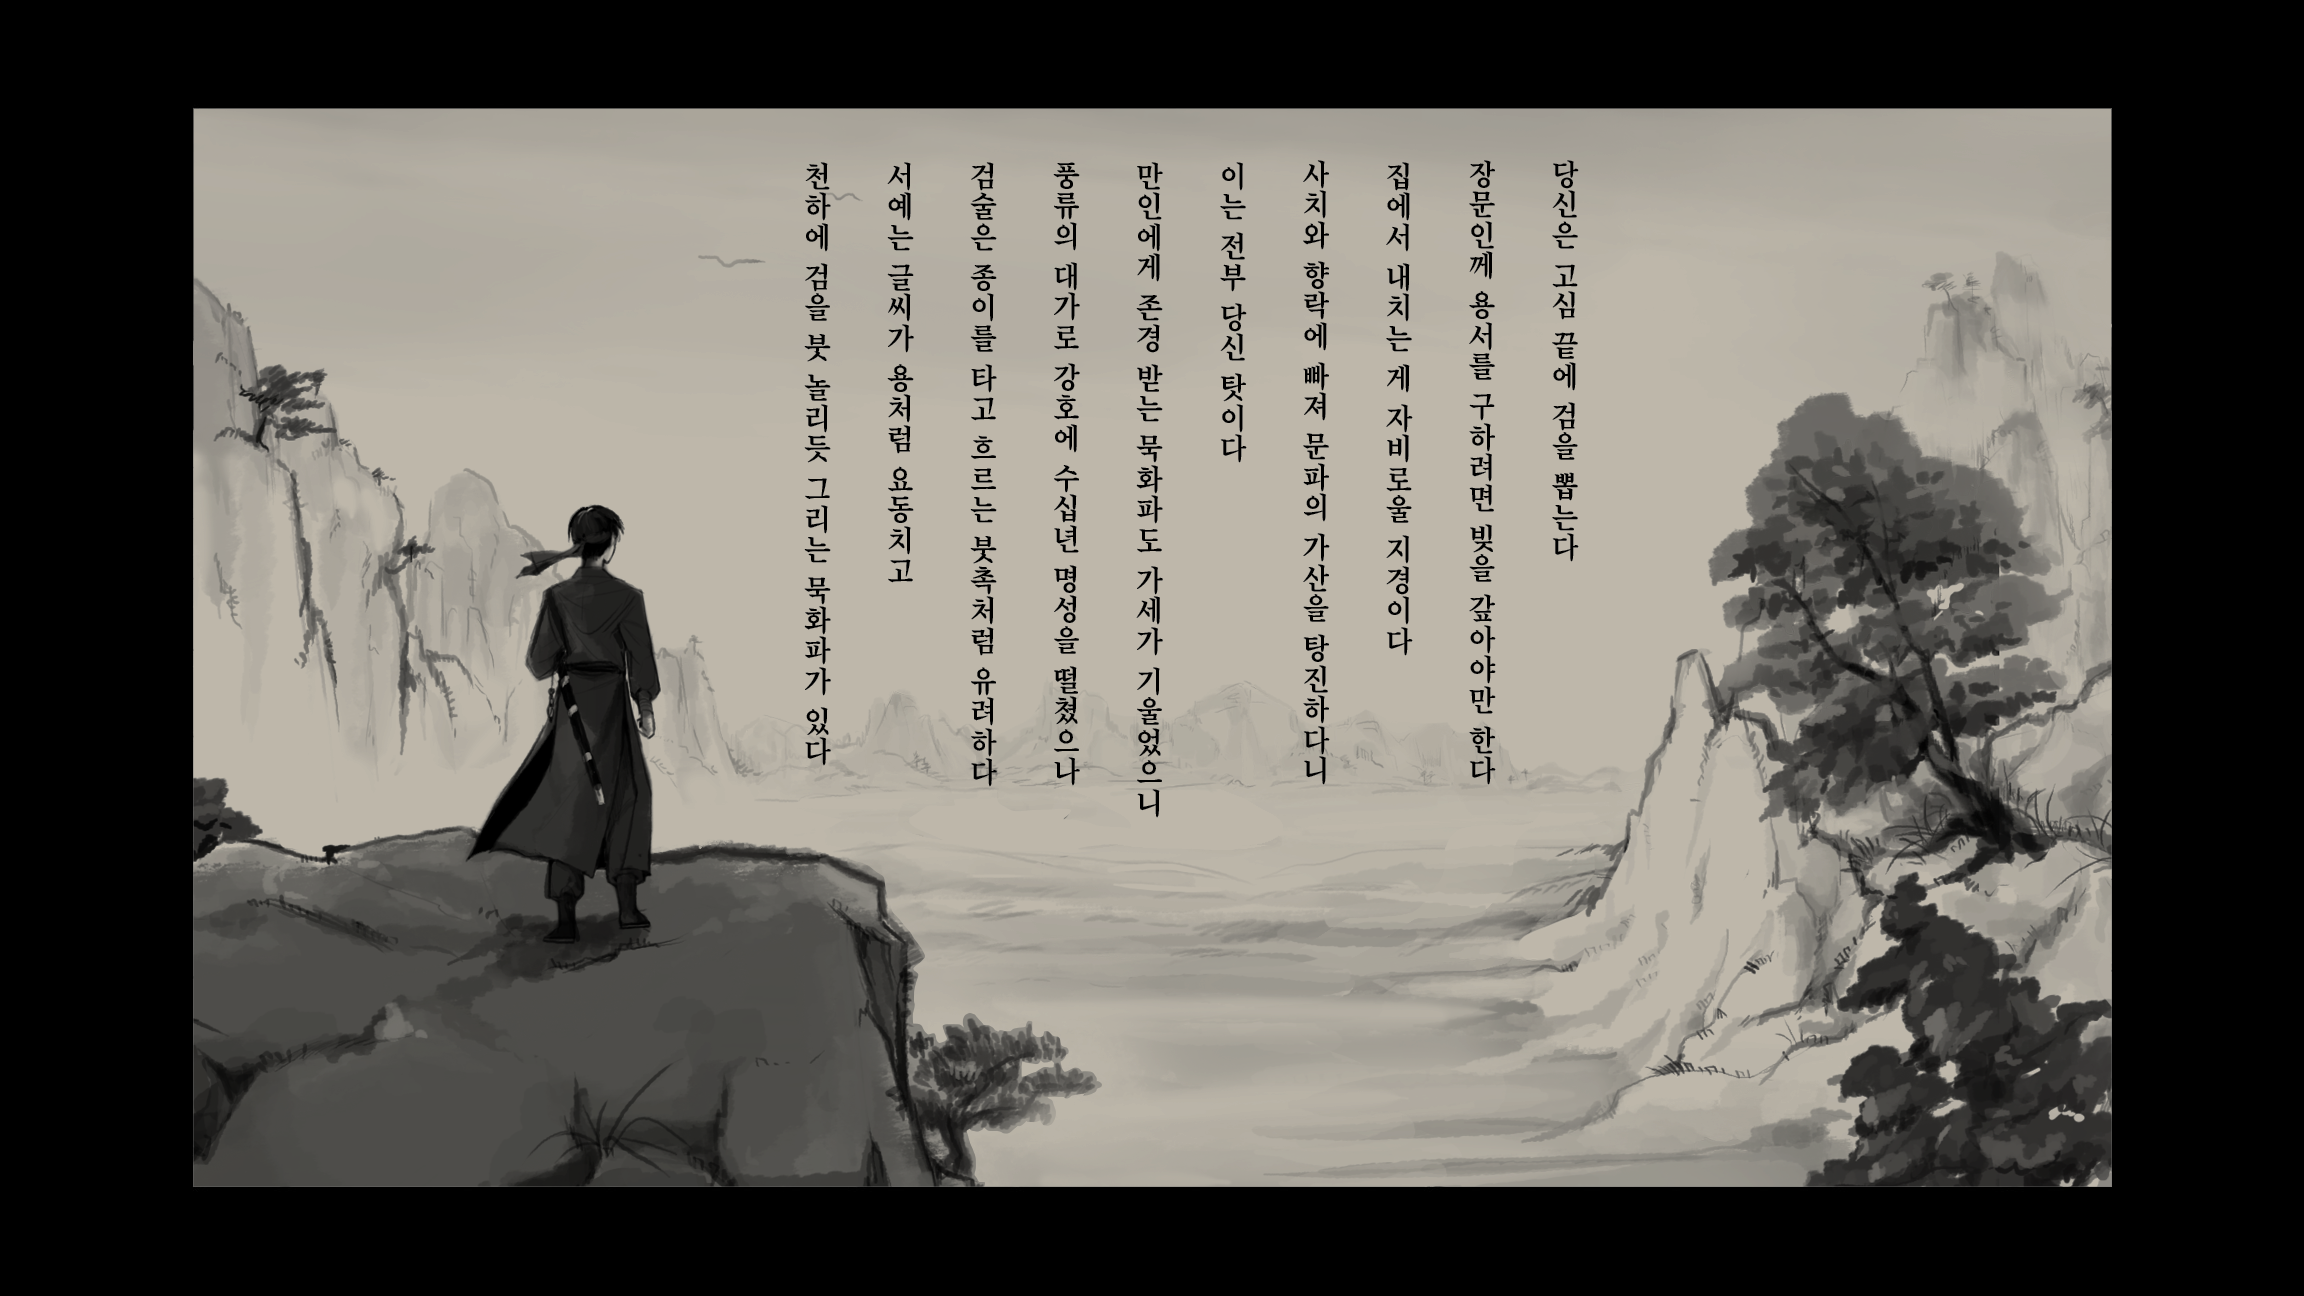 천하에 검을 붓 놀리듯 그리는 묵화파가 있다
서예는 글씨가 용처럼 요동치고
검술은 종이를 타고 흐르는 붓촉처럼 유려하다
풍류의 대가로 강호에 수십년 명성을 떨쳤으나
만인에게 존경 받는 묵화파도 가세가 기울었으니
이는 전부 당신 탓이다
사치와 향락에 빠져 문파의 가산을 탕진하다니
집에서 내치는 게 자비로울 지경이다
장문인께 용서를 구하려면 빚을 갚아야만 한다
당신은 고심 끝에 검을 뽑는다